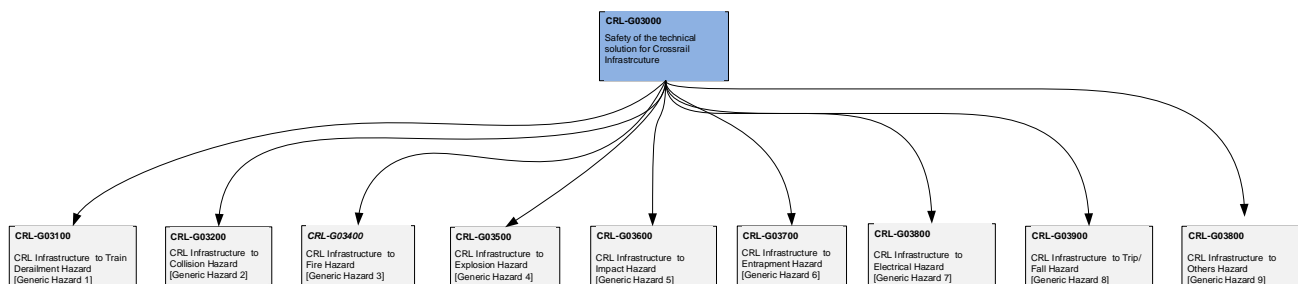 CRL-G03000
Safety of the technical
solution for Crossrail
Infrastrcuture
CRL-G03100
CRL Infrastructure to Train
Derailment Hazard
[Generic Hazard 1]
CRL-G03200
CRL Infrastructure to
Collision Hazard
[Generic Hazard 2]
CRL-G03400
CRL Infrastructure to
Fire Hazard
[Generic Hazard 3]
CRL-G03500
CRL Infrastructure to
Explosion Hazard
[Generic Hazard 4]
CRL-G03600
CRL Infrastructure to
Impact Hazard
[Generic Hazard 5]
CRL-G03700
CRL Infrastructure to
Entrapment Hazard
[Generic Hazard 6]
CRL-G03800
CRL Infrastructure to
Electrical Hazard
[Generic Hazard 7]
CRL-G03900
CRL Infrastructure to Trip/
Fall Hazard
[Generic Hazard 8]
CRL-G03800
CRL Infrastructure to
Others Hazard
[Generic Hazard 9]